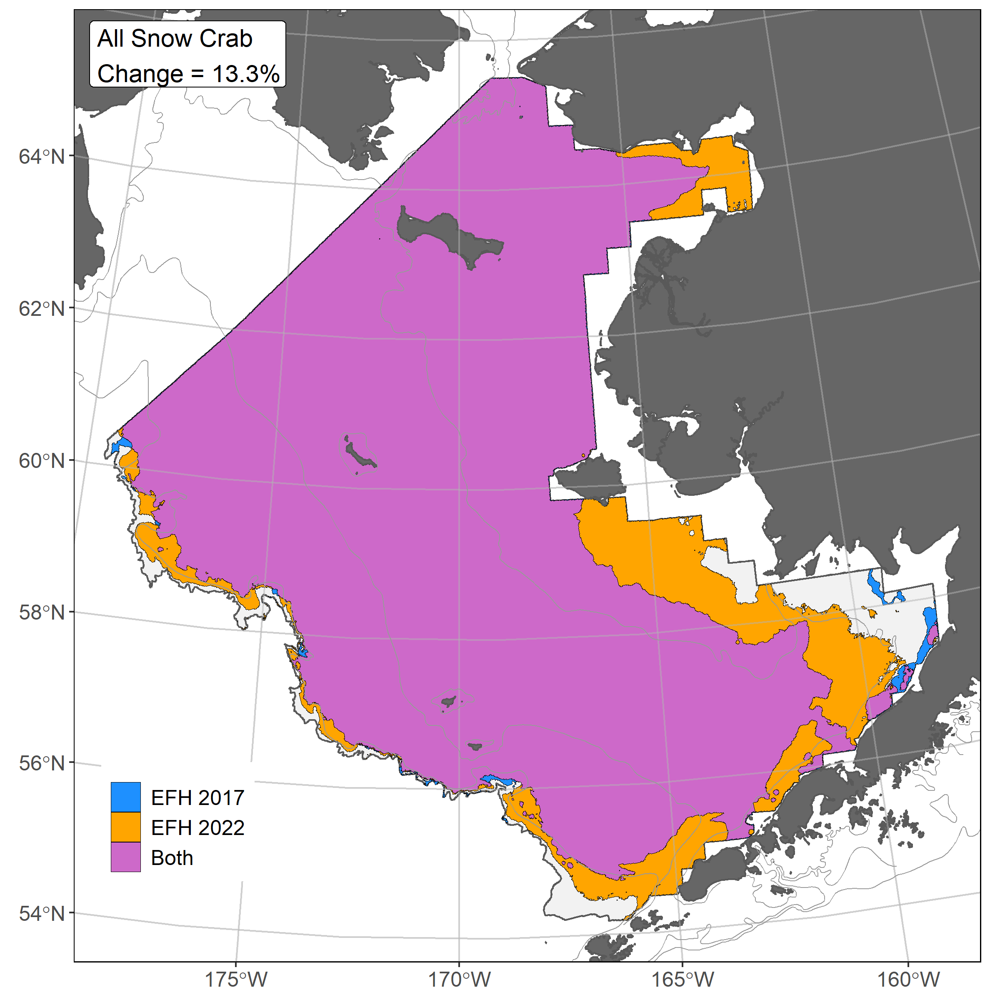 All Snow Crab
Change = 13.3%
64°N
62°N
60°N
58°N
56°N
54°N
EFH 2017
EFH 2022
Both
175°W
170°W
165°W
160°W